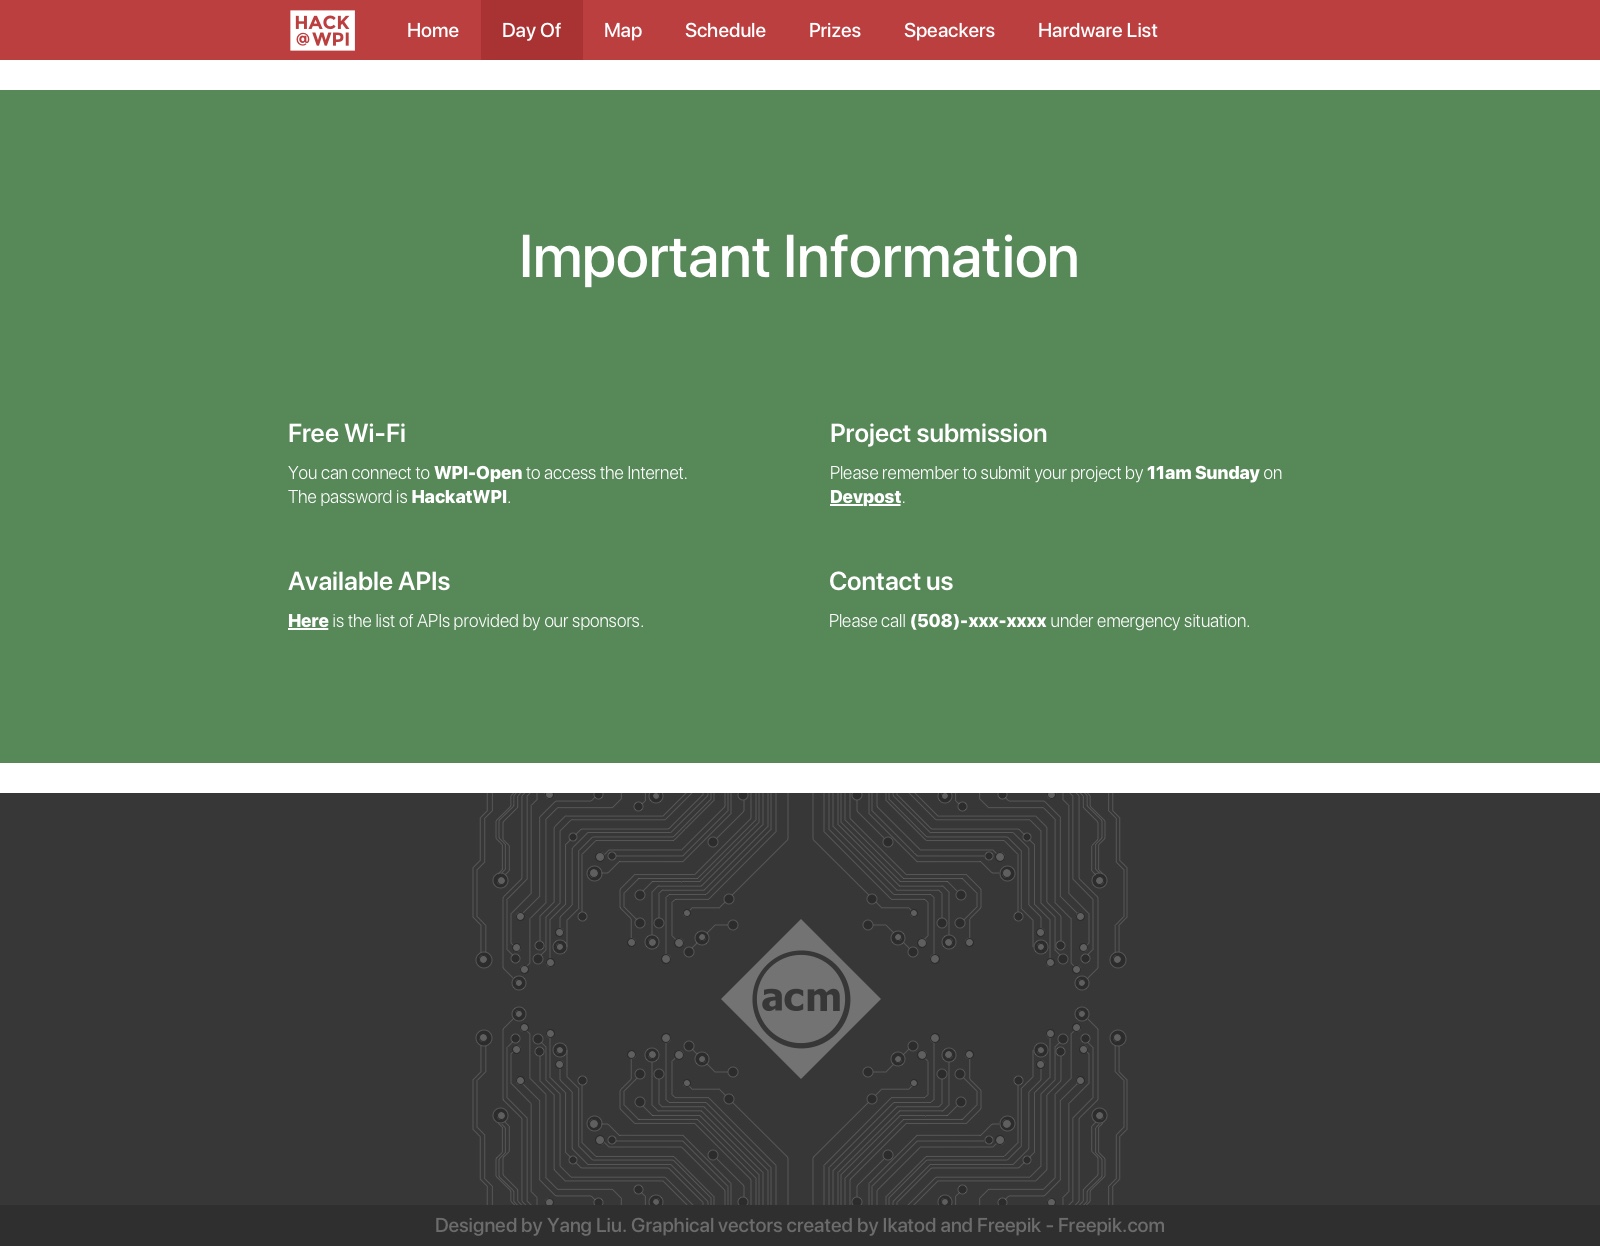 HACK
@WPI
Home Day Of Map Schedule Prizes Speackers Hardware List
Important Information
Free Wi-Fi
You can connect to WPI-Open to access the Internet.
The password is HackatWPI.
Project submission
Please remember to submit your project by 11am Sunday on
Devpost.
Available APIs
Here is the list of APIs provided by our sponsors.
Contact us
Please call (508)-xxx-xxxx under emergency situation.
acm
Designed by Yang Liu. Graphical vectors created by Ikatod and Freepik - Freepik.com